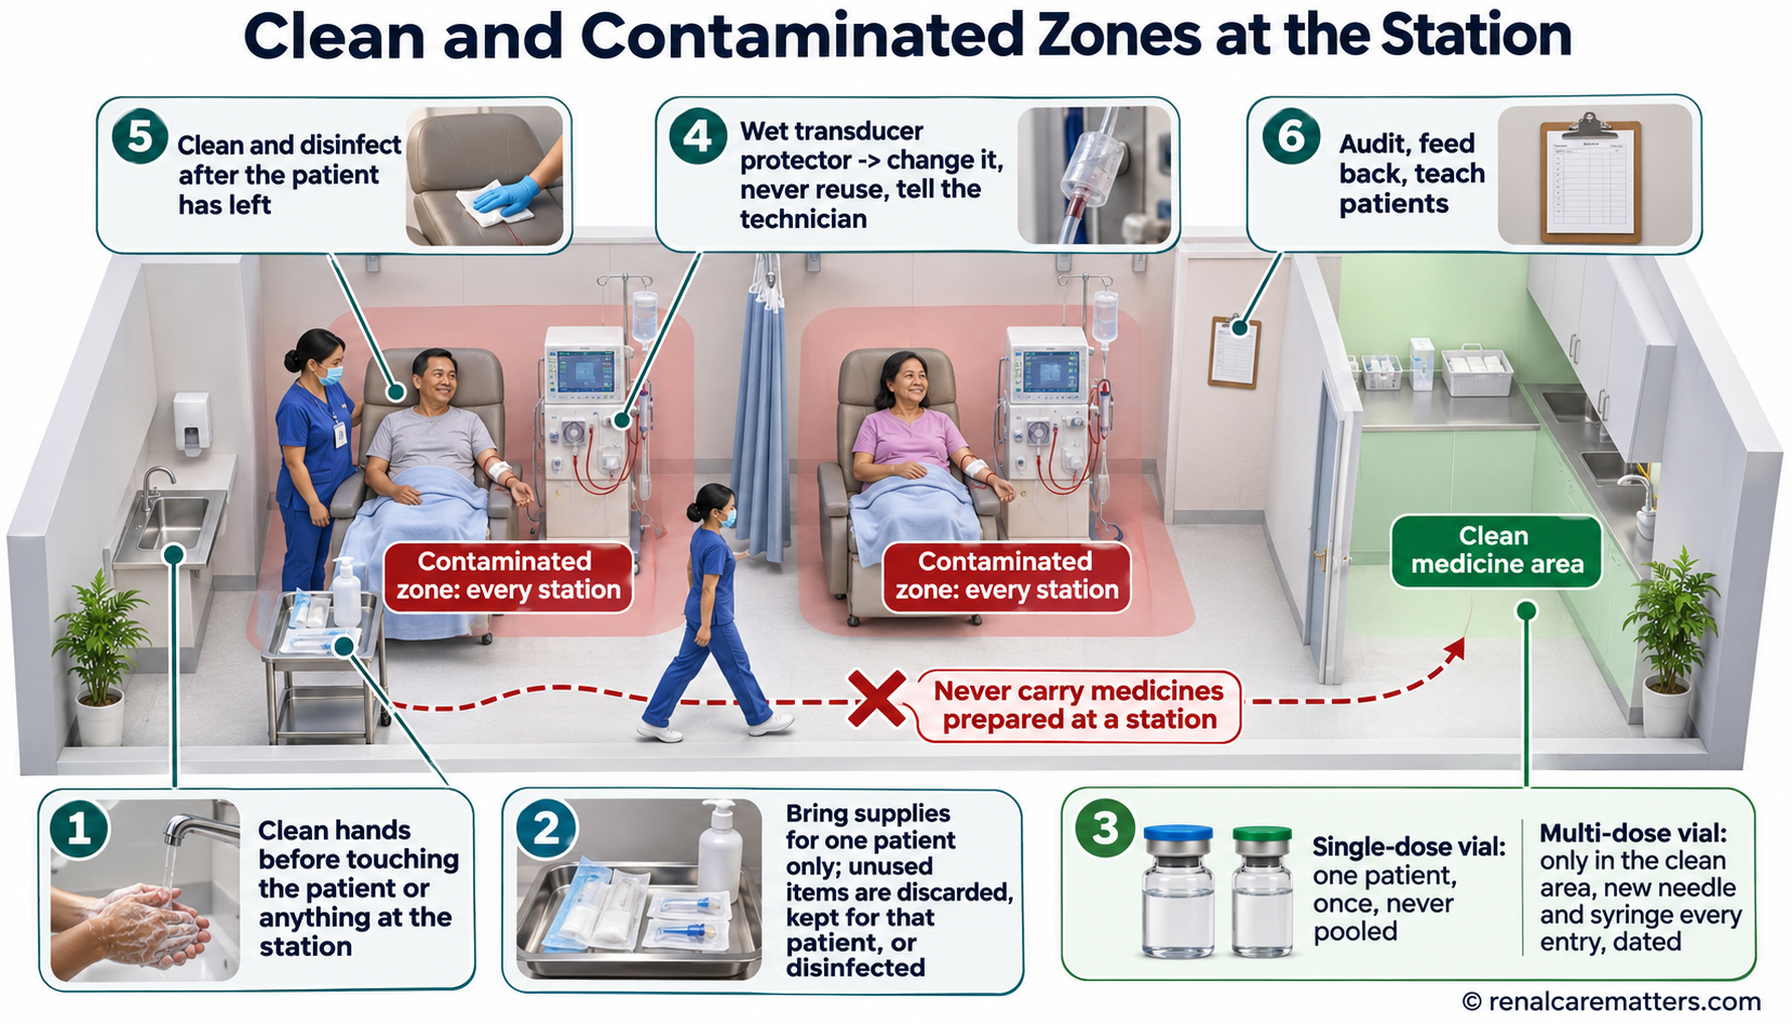 Clean and Contaminated Zones at the Station
5
Clean and disinfect
after the patient
has left
4
Wet transducer
protector -> change it,
never reuse, tell the
technician
6
Audit, feed
back, teach
patients
Contaminated
zone: every station
Contaminated
zone: every station
Clean
medicine area
Never carry medicines
prepared at a station
1
Clean hands
before touching
the patient or
anything at the
station
2
Bring supplies
for one patient
only; unused
items are discarded,
kept for that
patient, or
disinfected
3
Single-dose vial:
one patient,
once, never
pooled
Multi-dose vial:
only in the clean
area, new needle
and syringe every
entry, dated
© renalcarematters.com